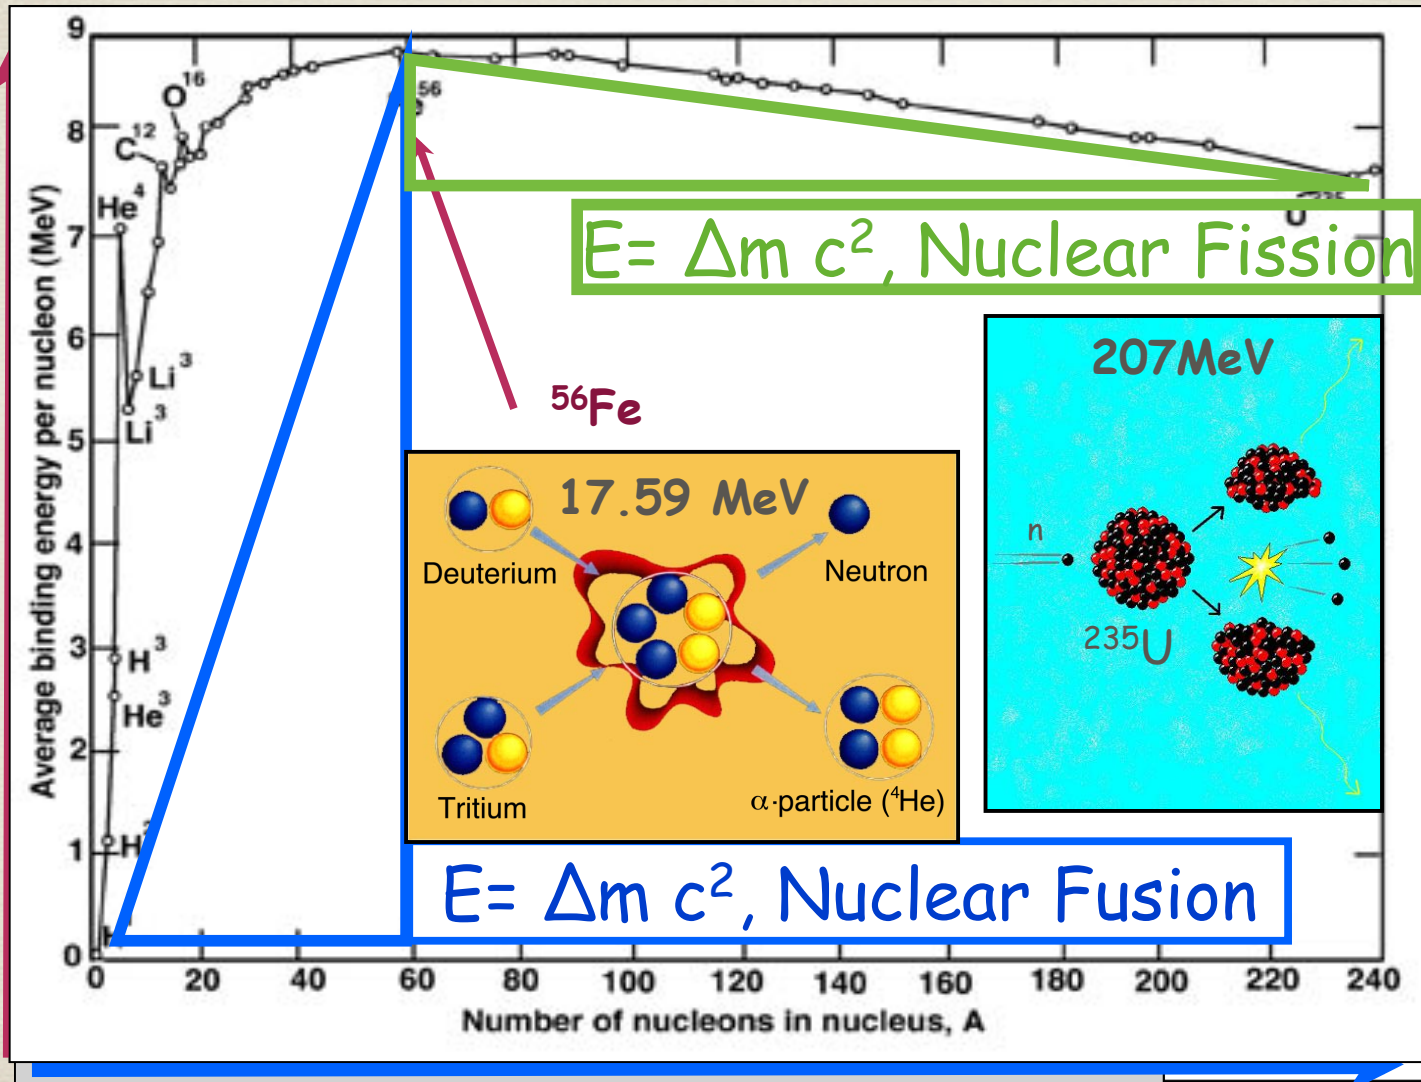 Average binding energy per nucleon (MeV)
9
8
7
6
5
4
3
2
1
0
O16
C12
He4
Li3
Li3
H3
He3
H2
56
U235
E= Δm c2, Nuclear Fission
56Fe
207MeV
n
235U
17.59 MeV
Deuterium
Neutron
Tritium
α-particle (4He)
E= Δm c2, Nuclear Fusion
0 20 40 60 80 100 120 140 160 180 200 220 240
Number of nucleons in nucleus, A